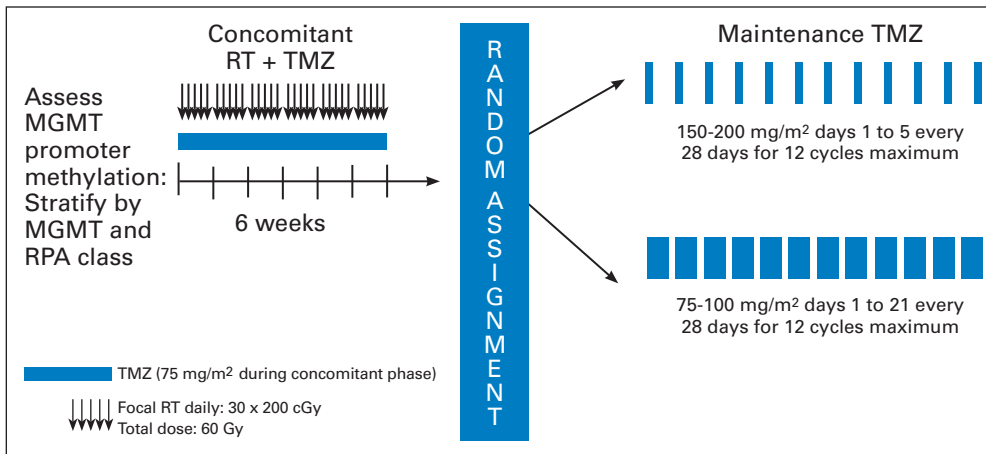 Concomitant
RT + TMZ
Assess
MGMT
promoter
methylation:
Stratify by
MGMT and
RPA class
6 weeks
TMZ (75 mg/m² during concomitant phase)
Focal RT daily: 30 x 200 cGy
Total dose: 60 Gy
RANDOM ASSIGNMENT
Maintenance TMZ
150-200 mg/m² days 1 to 5 every
28 days for 12 cycles maximum
75-100 mg/m² days 1 to 21 every
28 days for 12 cycles maximum